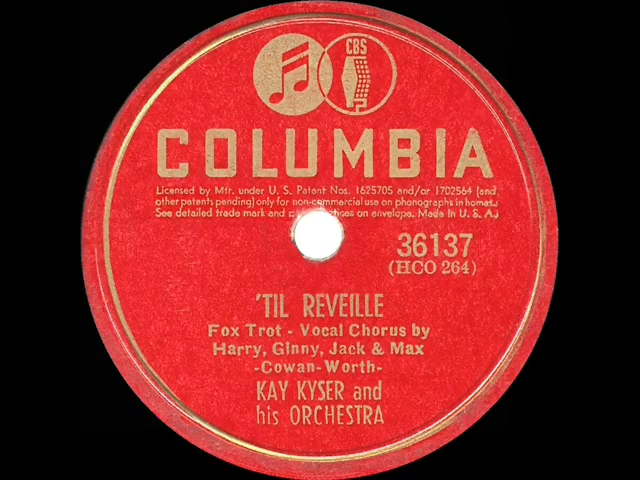 CBS
COLUMBIA
Licensed by Mfr. under U. S. Patent Nos. 1625705 and/or 1702564 (and
other patents pending) only for non-commercial use on phonographs in homes.
See detailed trade mark and notices on envelope. Made In U. S. A.
36137
(HCO 264)
'TIL REVEILLE
Fox Trot - Vocal Chorus by
Harry, Ginny, Jack & Max
-Cowan-Worth-
KAY KYSER and
his ORCHESTRA